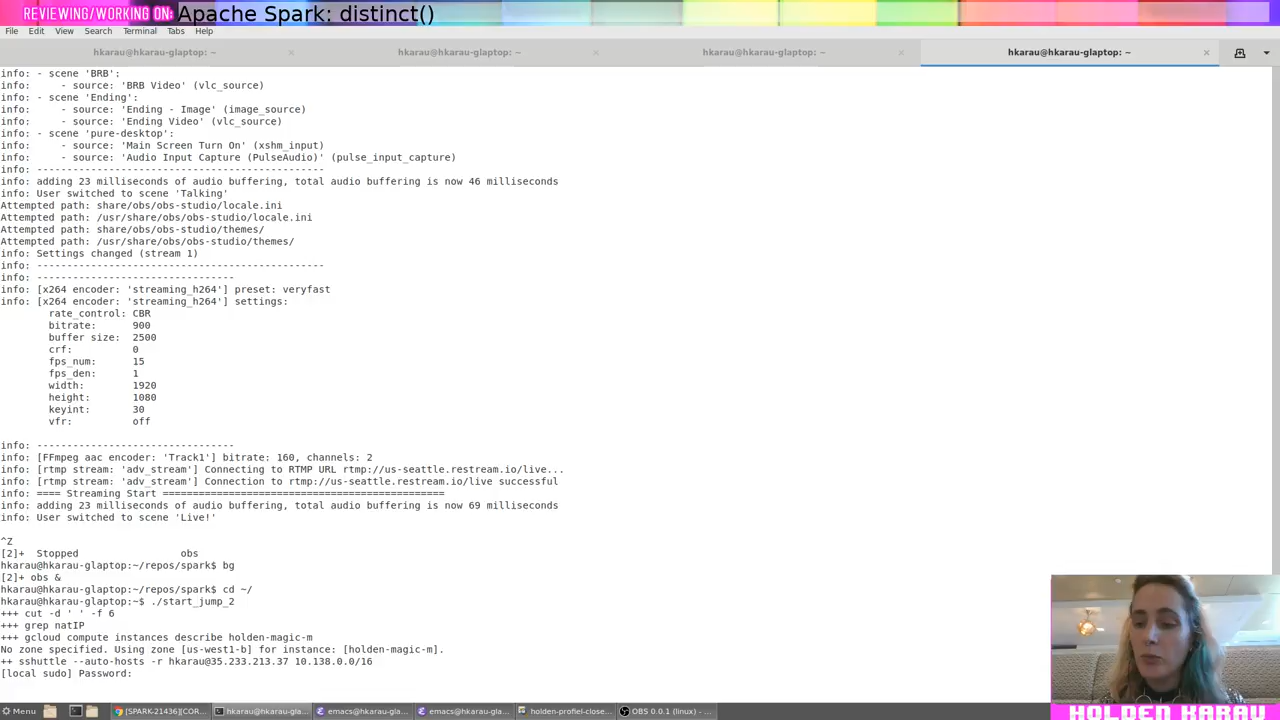 REVIEWING/WORKING ON: Apache Spark: distinct()
File Edit View Search Terminal Tabs Help
hkarau@hkarau-glaptop: ~ × hkarau@hkarau-glaptop: ~ × hkarau@hkarau-glaptop: ~ × hkarau@hkarau-glaptop: ~ ×
info: - scene 'BRB':
info:     - source: 'BRB Video' (vlc_source)
info: - scene 'Ending':
info:     - source: 'Ending - Image' (image_source)
info:     - source: 'Ending Video' (vlc_source)
info: - scene 'pure-desktop':
info:     - source: 'Main Screen Turn On' (xshm_input)
info:     - source: 'Audio Input Capture (PulseAudio)' (pulse_input_capture)
info: ------------------------------------------------
info: adding 23 milliseconds of audio buffering, total audio buffering is now 46 milliseconds
info: User switched to scene 'Talking'
Attempted path: share/obs/obs-studio/locale.ini
Attempted path: /usr/share/obs/obs-studio/locale.ini
Attempted path: share/obs/obs-studio/themes/
Attempted path: /usr/share/obs/obs-studio/themes/
info: Settings changed (stream 1)
info: ------------------------------------------------
info: ---------------------------------
info: [x264 encoder: 'streaming_h264'] preset: veryfast
info: [x264 encoder: 'streaming_h264'] settings:
        rate_control: CBR
        bitrate:      900
        buffer size:  2500
        crf:          0
        fps_num:      15
        fps_den:      1
        width:        1920
        height:       1080
        keyint:       30
        vfr:          off
info: ---------------------------------
info: [FFmpeg aac encoder: 'Track1'] bitrate: 160, channels: 2
info: [rtmp stream: 'adv_stream'] Connecting to RTMP URL rtmp://us-seattle.restream.io/live...
info: [rtmp stream: 'adv_stream'] Connection to rtmp://us-seattle.restream.io/live successful
info: ==== Streaming Start ===============================================
info: adding 23 milliseconds of audio buffering, total audio buffering is now 69 milliseconds
info: User switched to scene 'Live!'
^Z
[2]+  Stopped                 obs
hkarau@hkarau-glaptop:~/repos/spark$ bg
[2]+ obs &
hkarau@hkarau-glaptop:~/repos/spark$ cd ~/
hkarau@hkarau-glaptop:~$ ./start_jump_2
+++ cut -d ' ' -f 6
+++ grep natIP
+++ gcloud compute instances describe holden-magic-m
No zone specified. Using zone [us-west1-b] for instance: [holden-magic-m].
++ sshuttle --auto-hosts -r hkarau@35.233.213.37 10.138.0.0/16
[local sudo] Password:
HOLDEN KARAU
Menu [SPARK-21436][COR... hkarau@hkarau-glap... emacs@hkarau-gla... emacs@hkarau-gla... holden-profiel-close... OBS 0.0.1 (linux) - ...